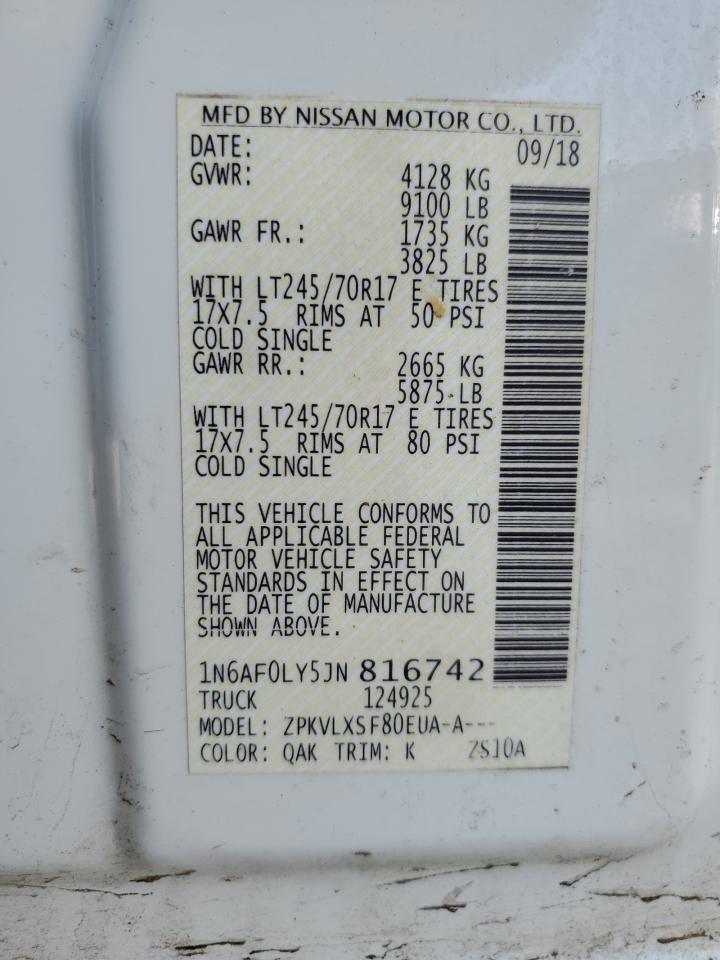 MFD BY NISSAN MOTOR CO., LTD.
DATE: 09/18
GVWR: 4128 KG
9100 LB
GAWR FR.: 1735 KG
3825 LB
WITH LT245/70R17 E TIRES
17X7.5 RIMS AT 50 PSI
COLD SINGLE
GAWR RR.: 2665 KG
5875 LB
WITH LT245/70R17 E TIRES
17X7.5 RIMS AT 80 PSI
COLD SINGLE
THIS VEHICLE CONFORMS TO
ALL APPLICABLE FEDERAL
MOTOR VEHICLE SAFETY
STANDARDS IN EFFECT ON
THE DATE OF MANUFACTURE
SHOWN ABOVE.
1N6AF0LY5JN 816742
TRUCK 124925
MODEL: ZPKVLXSF80EUA-A---
COLOR: QAK TRIM: K ZS10A